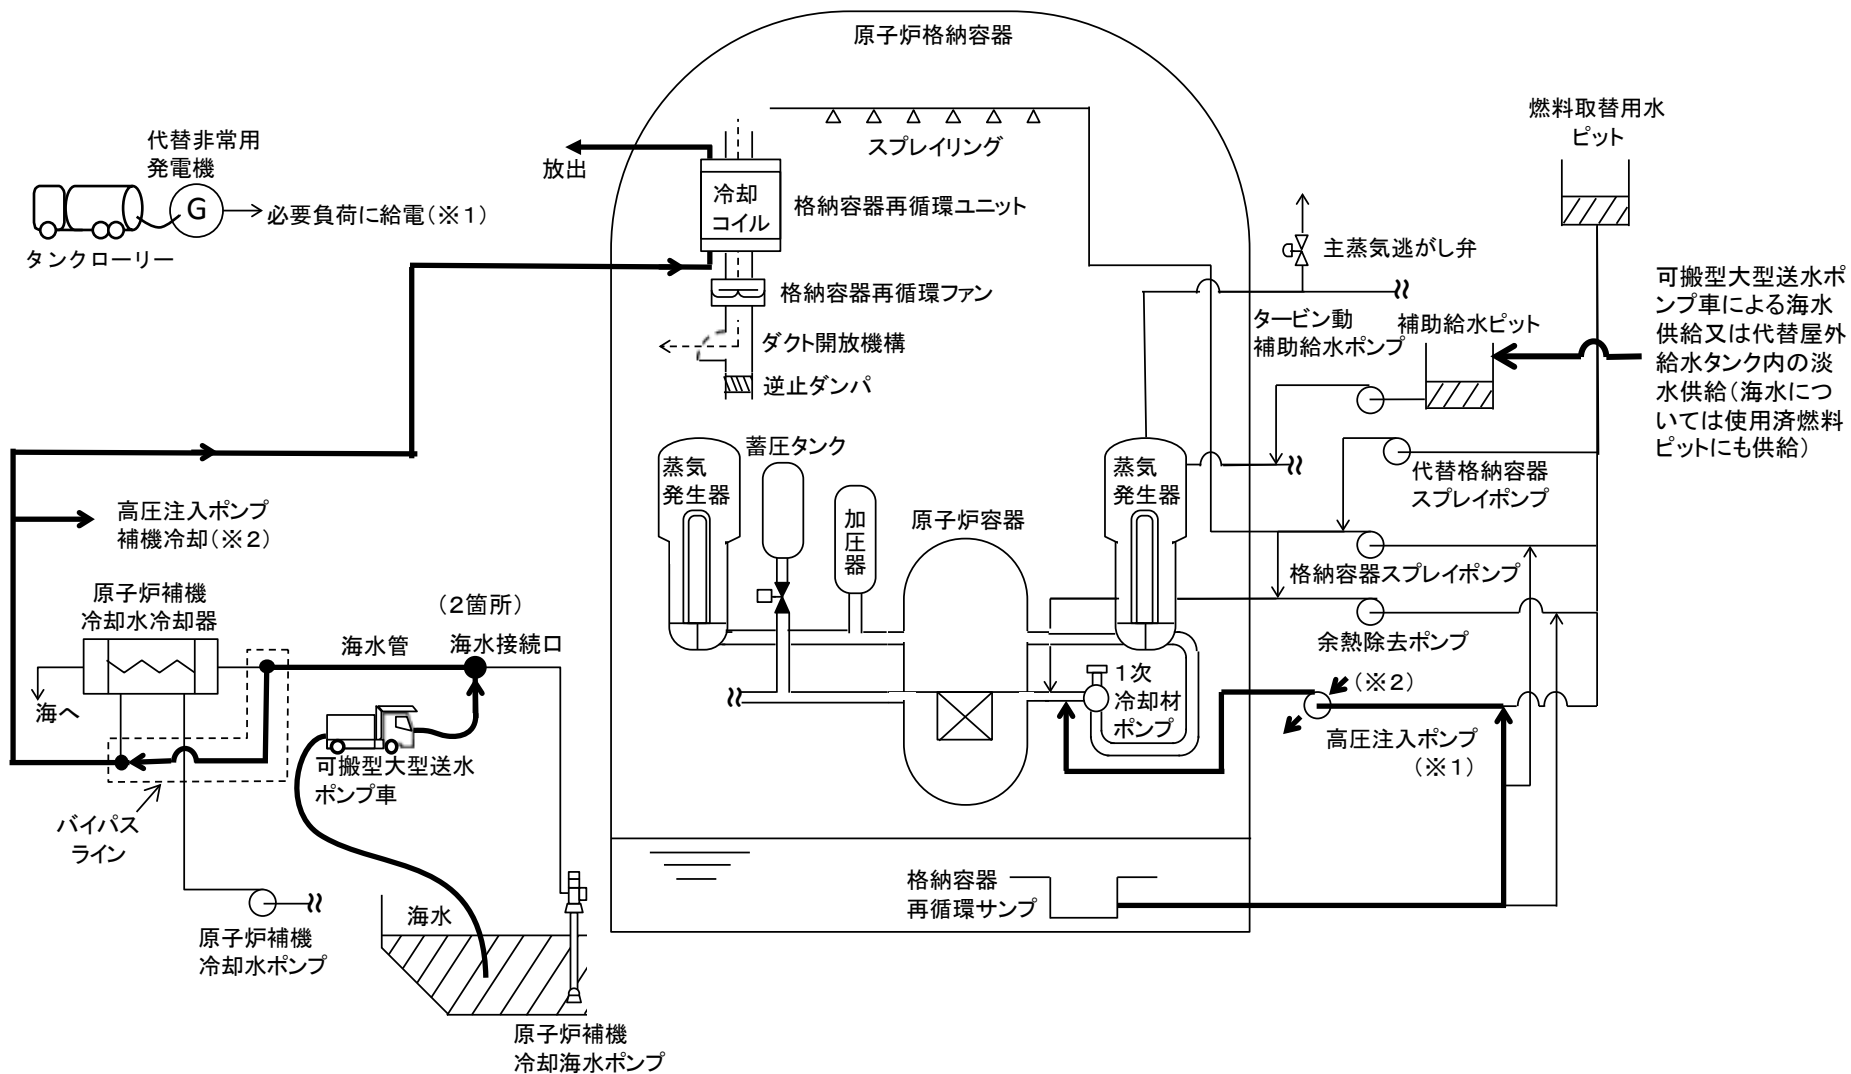 原子炉格納容器
スプレイリング
燃料取替用水
ピット
代替非常用
発電機
G
必要負荷に給電(※1)
タンクローリー
放出
冷却
コイル
格納容器再循環ユニット
格納容器再循環ファン
ダクト開放機構
逆止ダンパ
主蒸気逃がし弁
タービン動
補助給水ポンプ
補助給水ピット
可搬型大型送水ポ
ンプ車による海水
供給又は代替屋外
給水タンク内の淡
水供給(海水につ
いては使用済燃料
ピットにも供給)
代替格納容器
スプレイポンプ
格納容器スプレイポンプ
余熱除去ポンプ
(※2)
高圧注入ポンプ
(※1)
蒸気
発生器
蓄圧タンク
加
圧
器
原子炉容器
蒸気
発生器
1次
冷却材
ポンプ
高圧注入ポンプ
補機冷却(※2)
原子炉補機
冷却水冷却器
(2箇所)
海水管
海水接続口
海へ
可搬型大型送水
ポンプ車
バイパス
ライン
原子炉補機
冷却水ポンプ
海水
原子炉補機
冷却海水ポンプ
格納容器
再循環サンプ